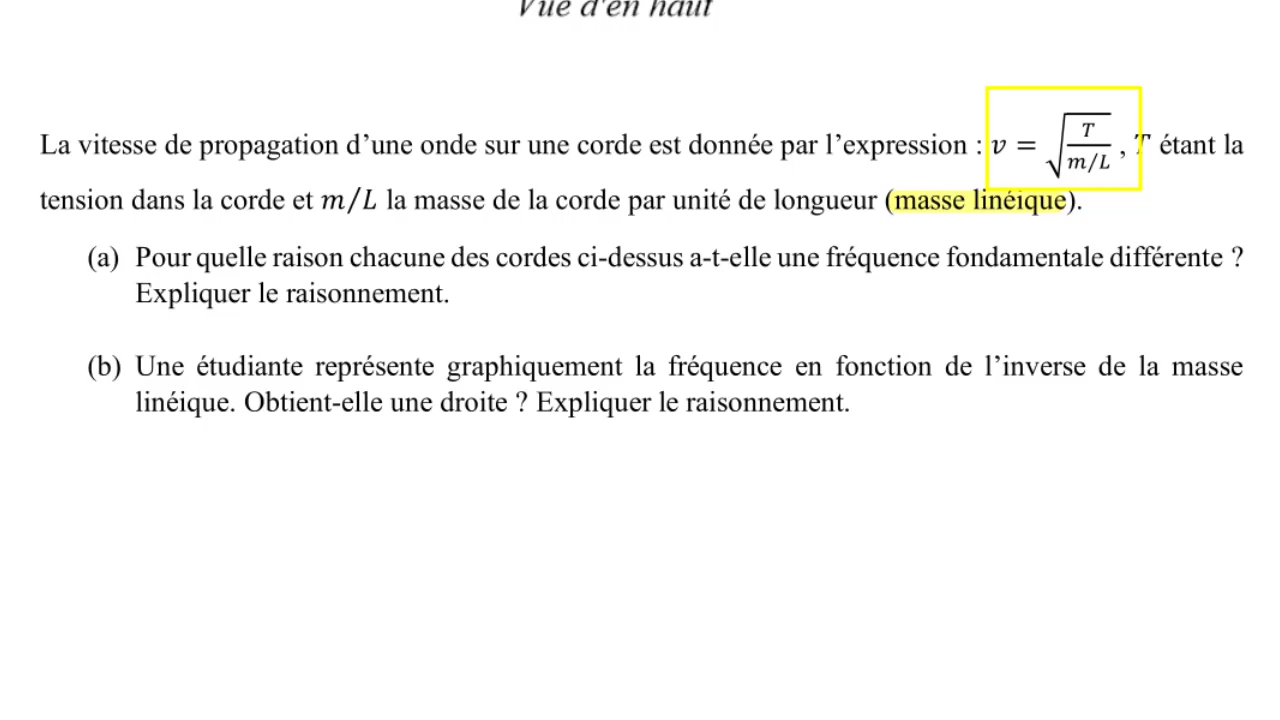 Vue d'en haut
La vitesse de propagation d’une onde sur une corde est donnée par l’expression : v = √(T/(m/L)) , T étant la
tension dans la corde et m/L la masse de la corde par unité de longueur (masse linéique).
(a) Pour quelle raison chacune des cordes ci-dessus a-t-elle une fréquence fondamentale différente ?
Expliquer le raisonnement.
(b) Une étudiante représente graphiquement la fréquence en fonction de l’inverse de la masse
linéique. Obtient-elle une droite ? Expliquer le raisonnement.